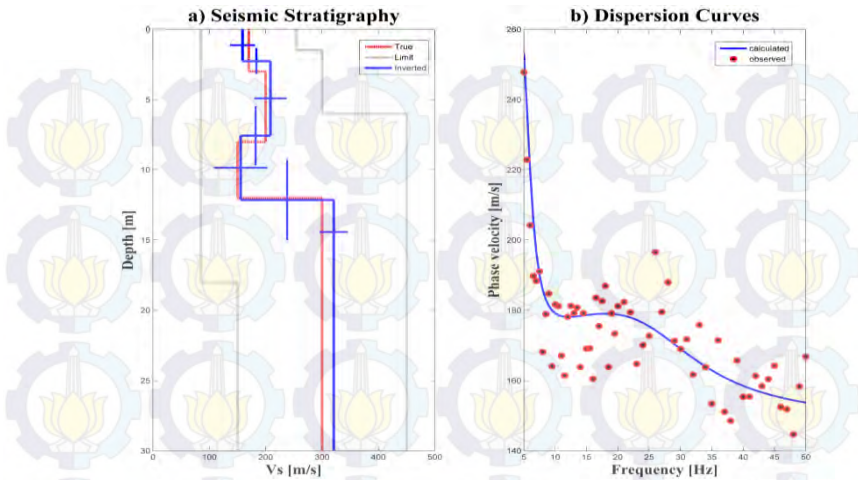 a) Seismic Stratigraphy
True
Limit
Inverted
0
5
10
15
20
25
30
Depth [m]
0
100
200
300
400
500
Vs [m/s]
b) Dispersion Curves
calculated
observed
260
240
220
200
180
160
140
Phase velocity [m/s]
5
10
15
20
25
30
35
40
45
50
Frequency [Hz]